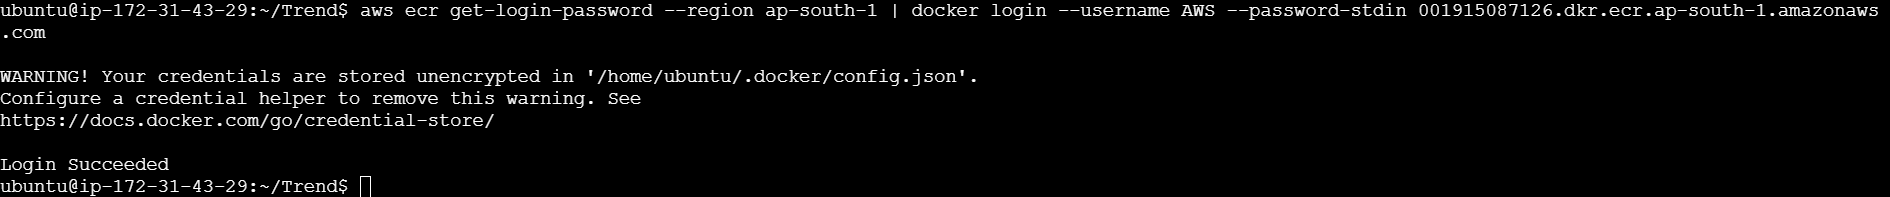 ubuntu@ip-172-31-43-29:~/Trend$ aws ecr get-login-password --region ap-south-1 | docker login --username AWS --password-stdin 001915087126.dkr.ecr.ap-south-1.amazonaws
.com
WARNING! Your credentials are stored unencrypted in '/home/ubuntu/.docker/config.json'.
Configure a credential helper to remove this warning. See
https://docs.docker.com/go/credential-store/
Login Succeeded
ubuntu@ip-172-31-43-29:~/Trend$